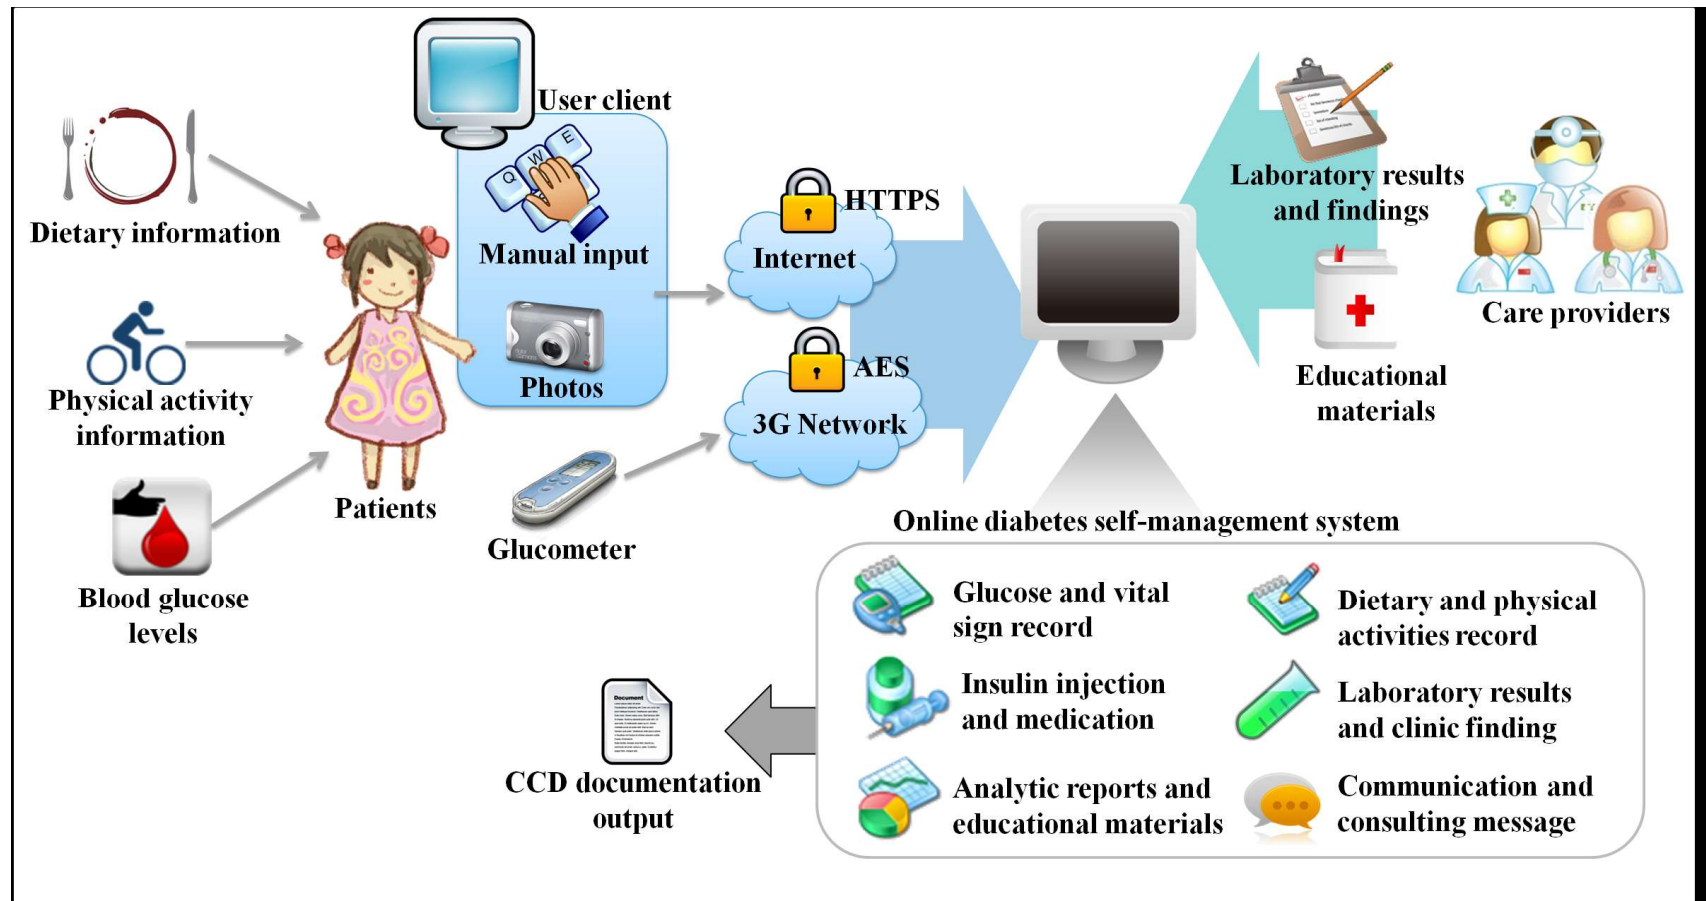 User client
Q
W
E
Manual input
Photos
Dietary information
Physical activity
information
Blood glucose
levels
Patients
Glucometer
HTTPS
Internet
AES
3G Network
Laboratory results
and findings
Educational
materials
Care providers
Online diabetes self-management system
Glucose and vital
sign record
Dietary and physical
activities record
Insulin injection
and medication
Laboratory results
and clinic finding
Analytic reports and
educational materials
Communication and
consulting message
Document
CCD documentation
output